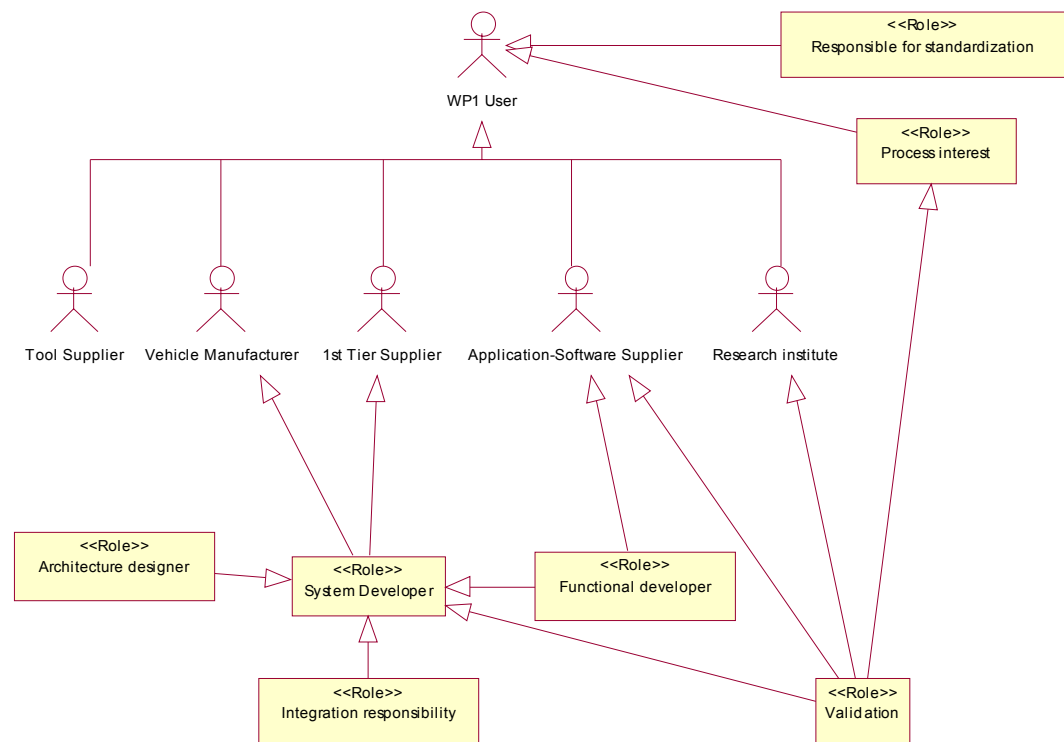 <<Role>>
Responsible for standardization
WP1 User
<<Role>>
Process interest
Tool Supplier
Vehicle Manufacturer
1st Tier Supplier
Application-Software Supplier
Research institute
<<Role>>
Architecture designer
<<Role>>
System Developer
<<Role>>
Functional developer
<<Role>>
Integration responsibility
<<Role>>
Validation